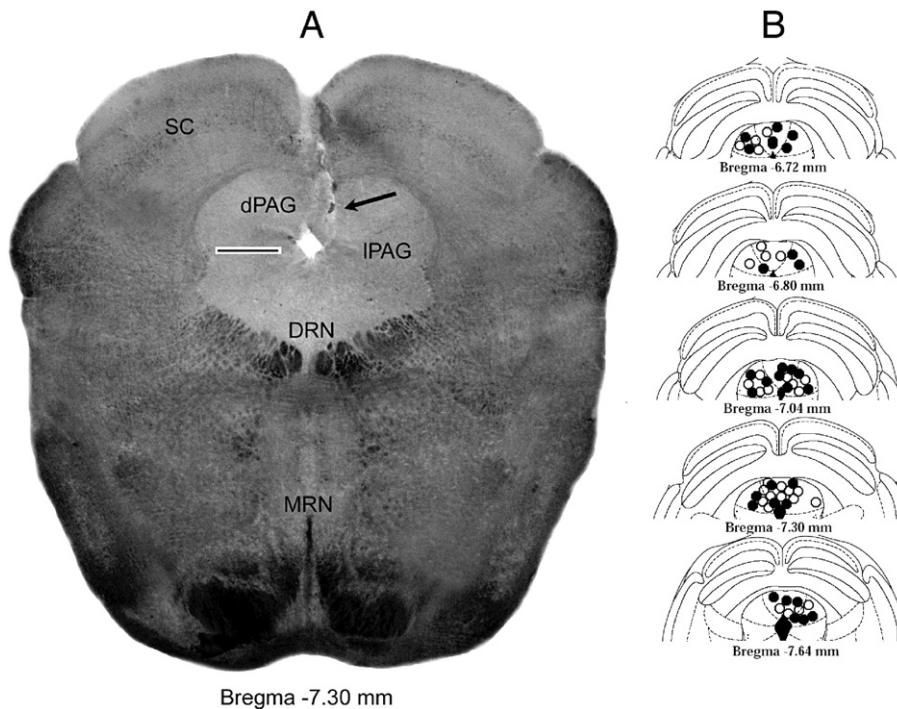 A
B
SC
dPAG
lPAG
DRN
MRN
Bregma -7.30 mm
Bregma -6.72 mm
Bregma -6.80 mm
Bregma -7.04 mm
Bregma -7.30 mm
Bregma -7.64 mm